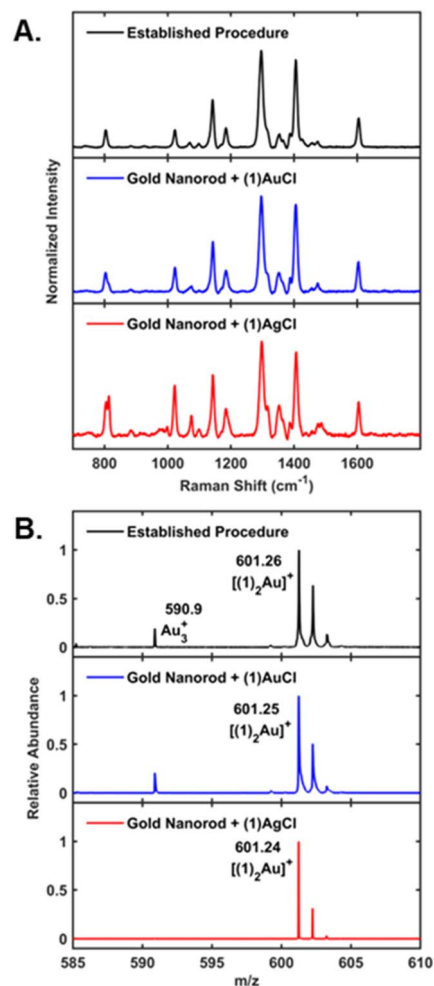 A.
Established Procedure
Gold Nanorod + (1)AuCl
Gold Nanorod + (1)AgCl
Normalized Intensity
800 1000 1200 1400 1600
Raman Shift (cm⁻¹)
B.
Established Procedure
1
601.26
[(1)₂Au]⁺
590.9
Au₃⁺
0.5
0
Gold Nanorod + (1)AuCl
1
601.25
[(1)₂Au]⁺
0.5
0
Relative Abundance
Gold Nanorod + (1)AgCl
1
601.24
[(1)₂Au]⁺
0.5
0
585 590 595 600 605 610
m/z